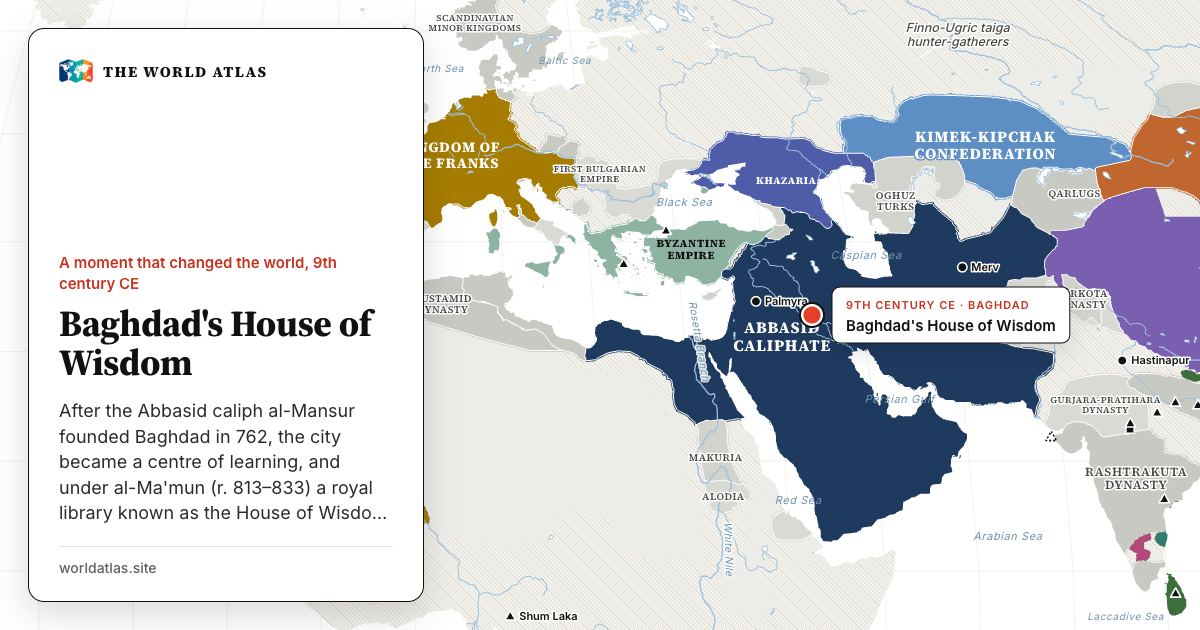 THE WORLD ATLAS
A moment that changed the world, 9th
century CE
Baghdad's House of
Wisdom
After the Abbasid caliph al-Mansur
founded Baghdad in 762, the city
became a centre of learning, and
under al-Ma'mun (r. 813–833) a royal
library known as the House of Wisdo…
worldatlas.site
SCANDINAVIAN
MINOR KINGDOMS
Finno-Ugric taiga
hunter-gatherers
rth Sea
Baltic Sea
NGDOM OF
E FRANKS
FIRST BULGARIAN
EMPIRE
KHAZARIA
KIMEK-KIPCHAK
CONFEDERATION
OGHUZ
TURKS
QARLUGS
Black Sea
BYZANTINE
EMPIRE
Caspian Sea
Merv
USTAMID
YNASTY
Palmyra
Rosetta Branch
ABBASID
CALIPHATE
9TH CENTURY CE · BAGHDAD
Baghdad's House of Wisdom
RKOTA
YNASTY
Hastinapur
Persian Gulf
GURJARA-PRATIHARA
DYNASTY
MAKURIA
ALODIA
Red Sea
RASHTRAKUTA
DYNASTY
White Nile
Arabian Sea
Shum Laka
Laccadive Sea